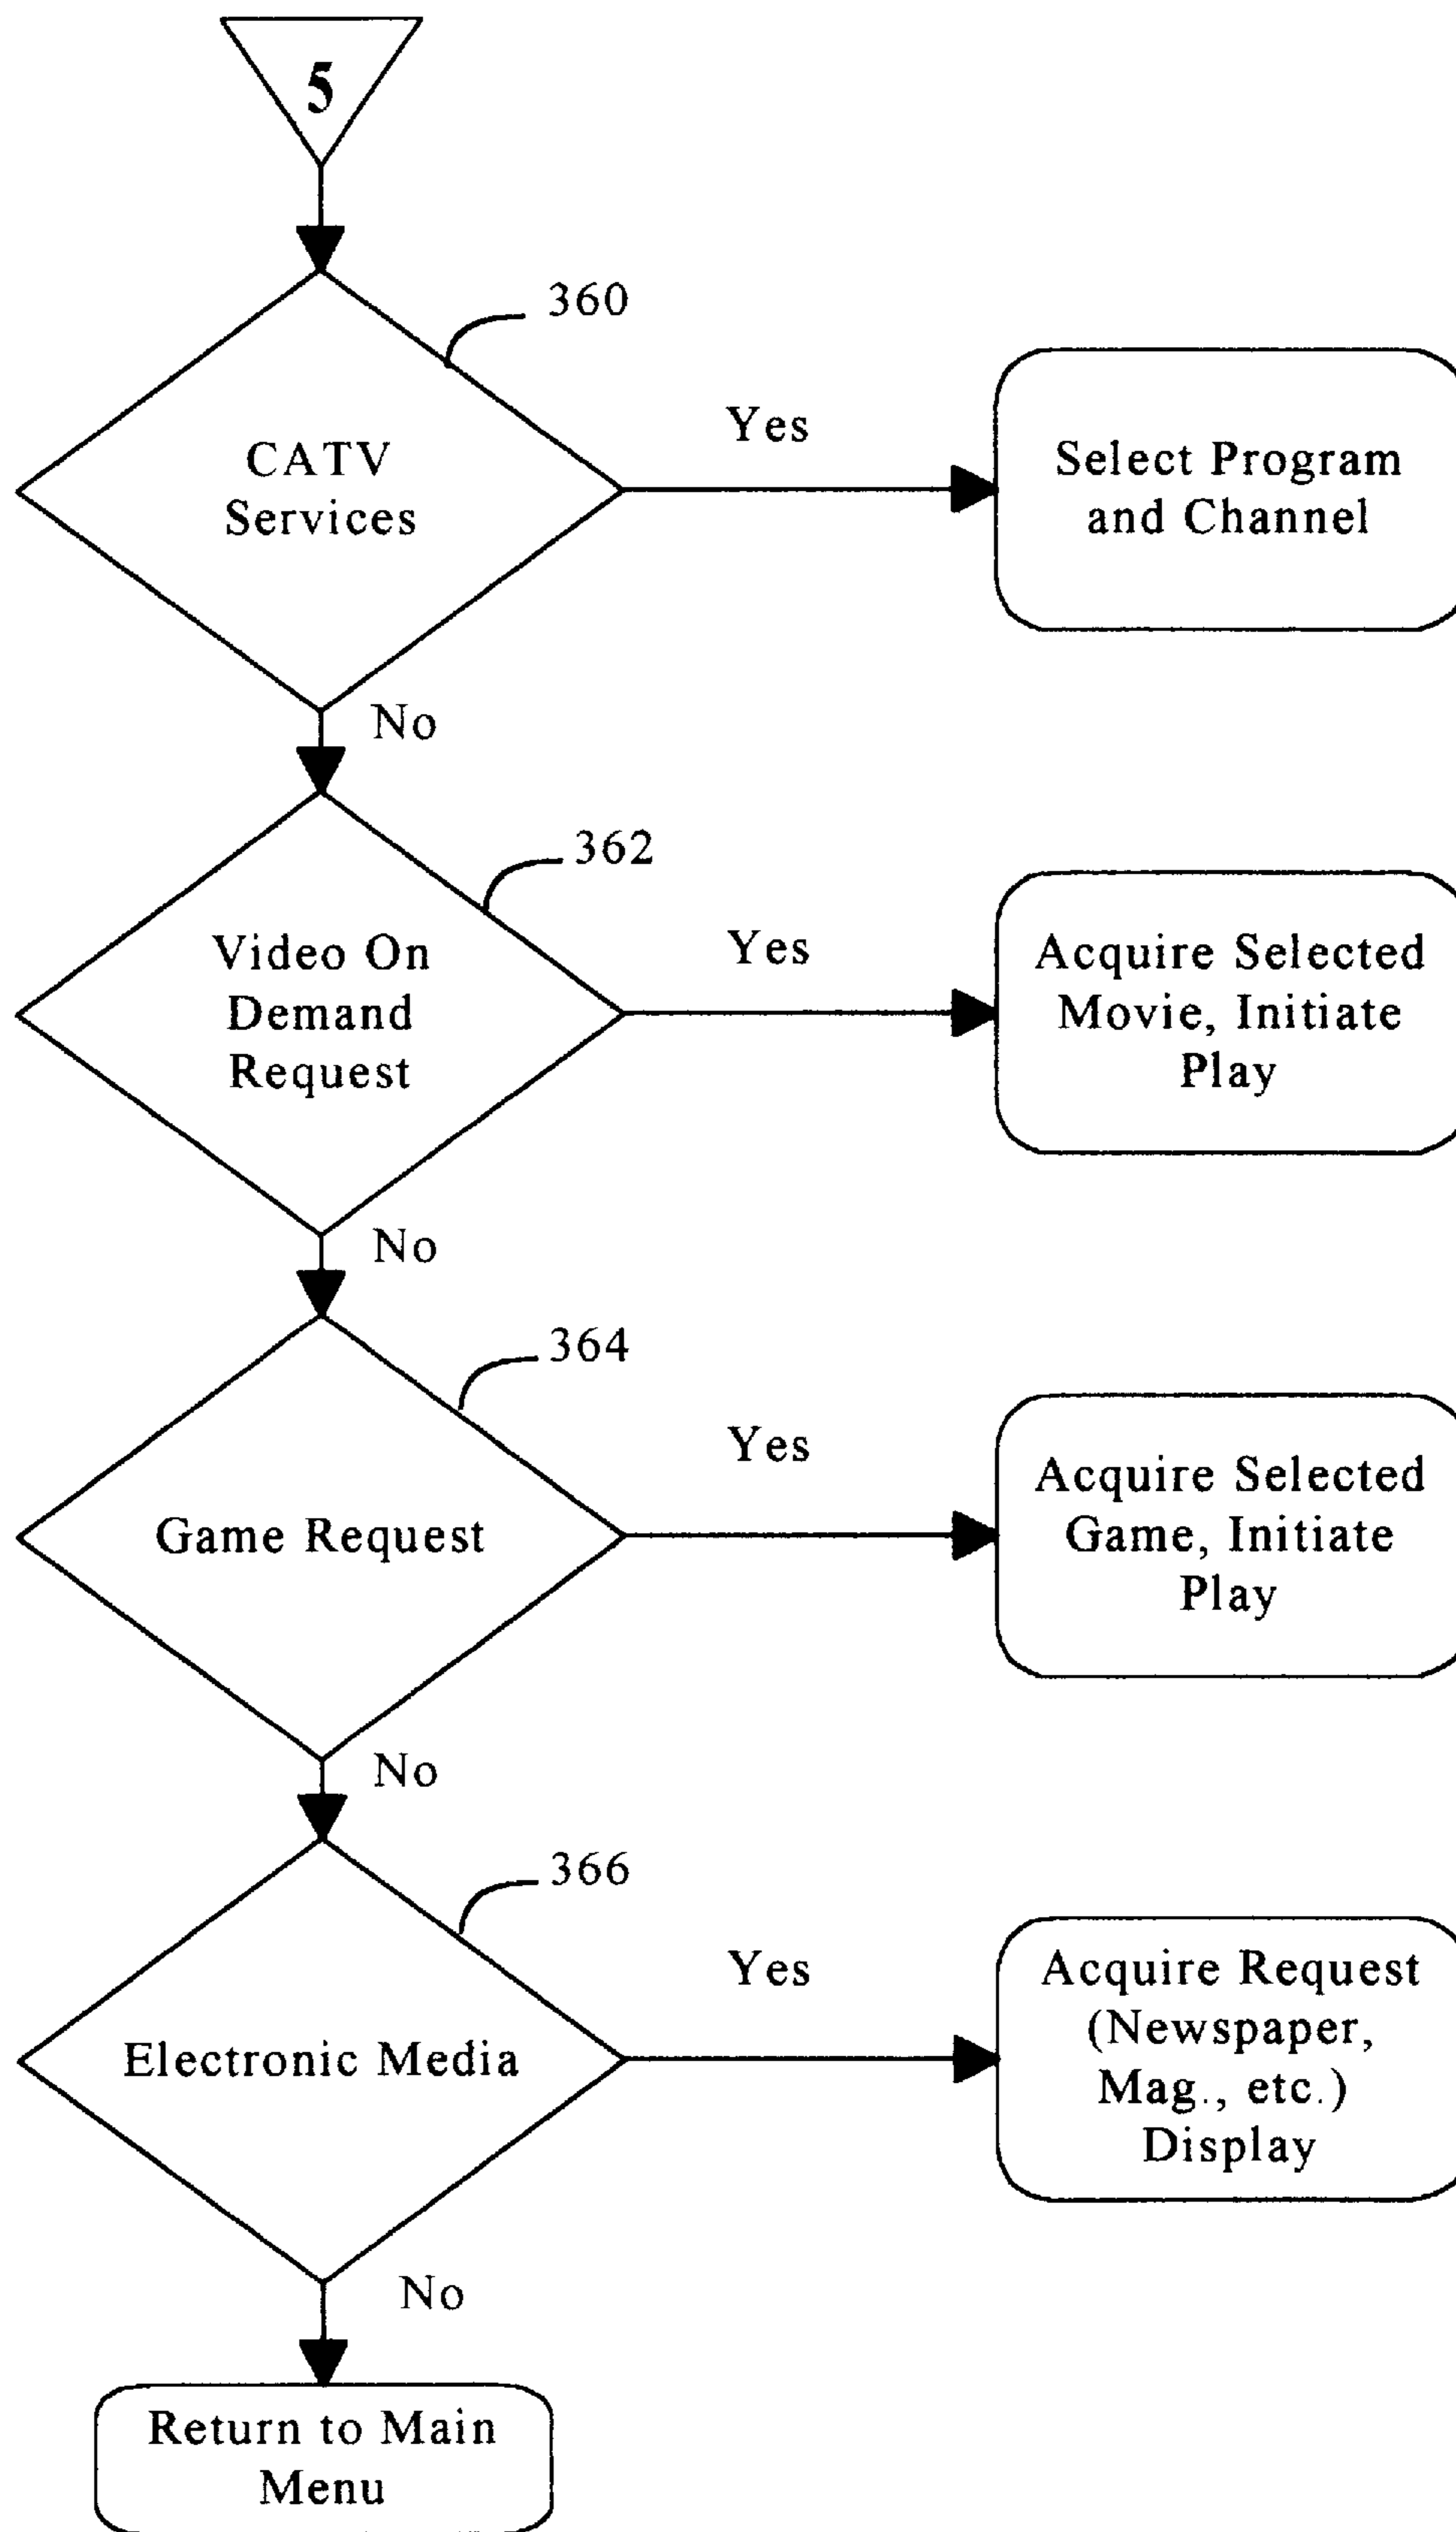 5
360
CATV
Services
Yes
Select Program
and Channel
No
362
Video On
Demand
Request
Yes
Acquire Selected
Movie, Initiate
Play
No
364
Game Request
Yes
Acquire Selected
Game, Initiate
Play
No
366
Electronic Media
Yes
Acquire Request
(Newspaper,
Mag., etc.)
Display
No
Return to Main
Menu